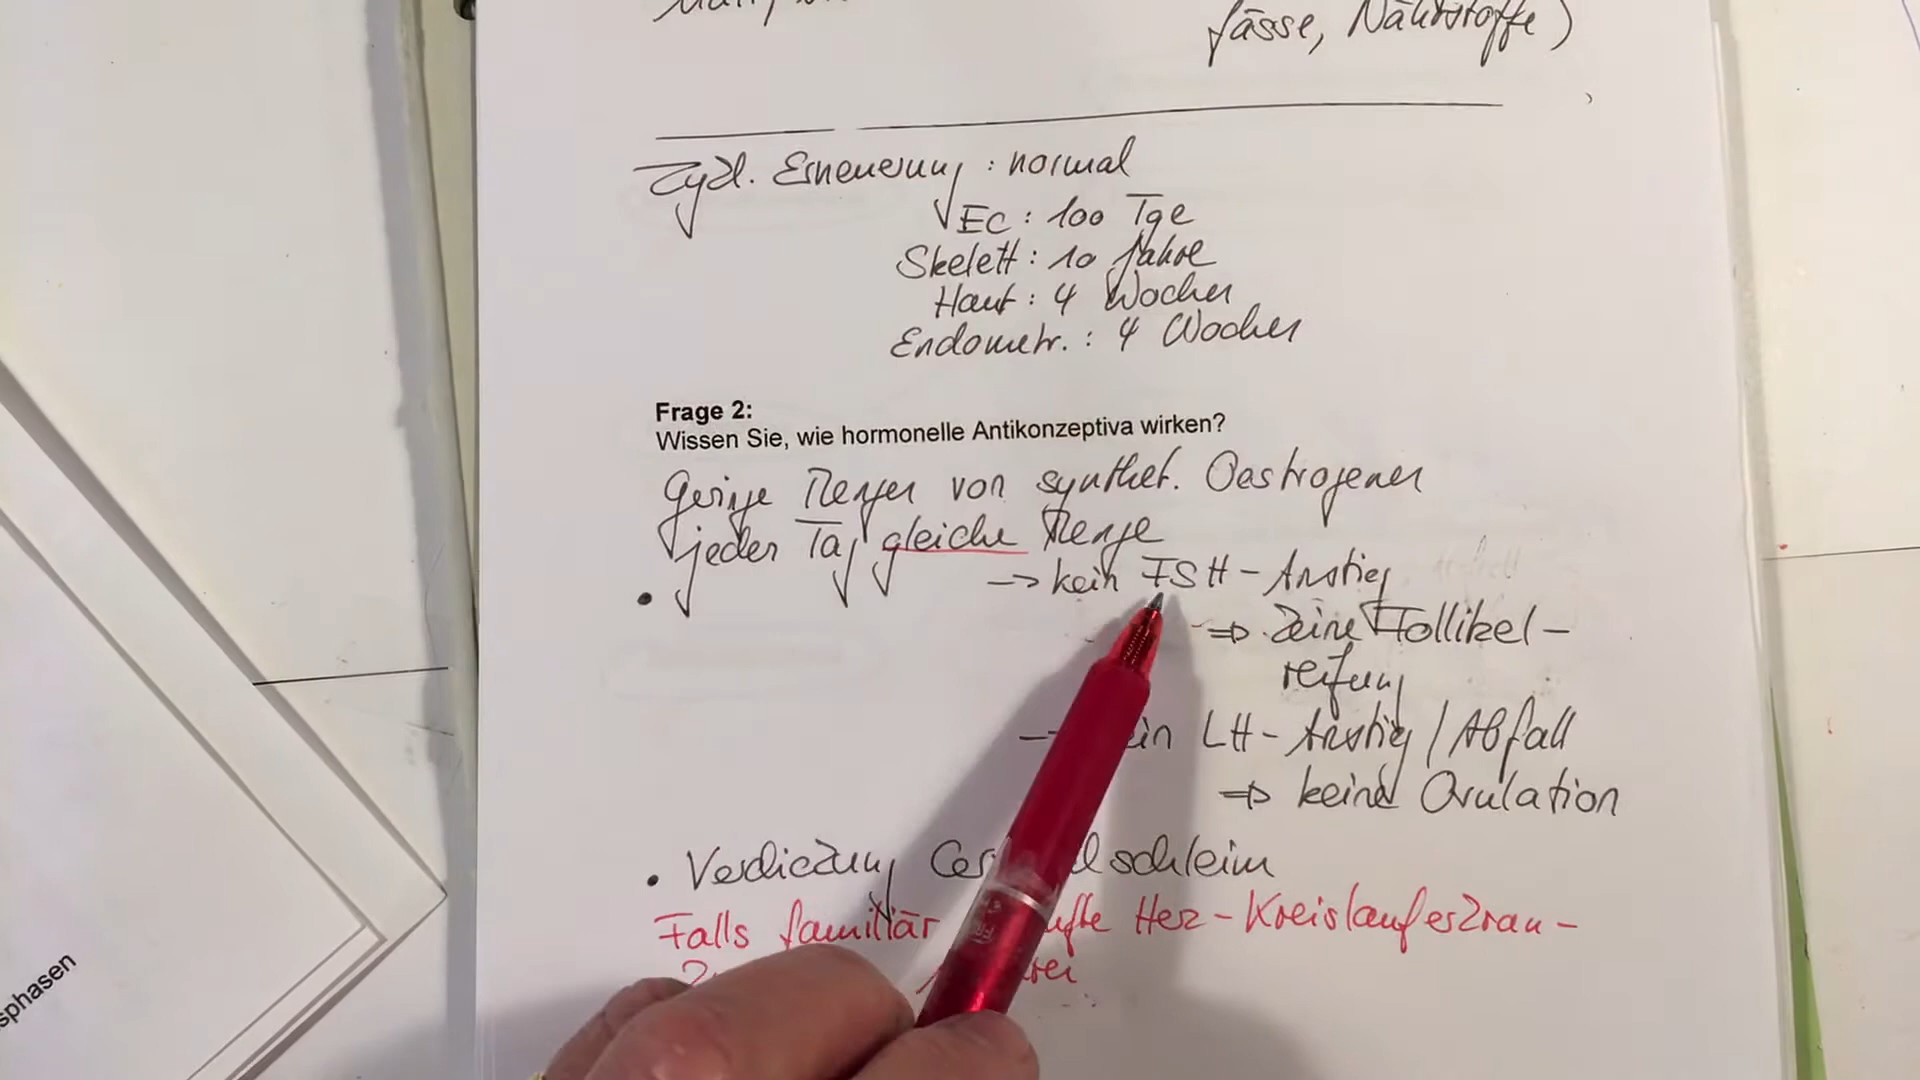 fässe, Nährstoffe)
Zykl. Erneuerung : normal
EC : 100 Tge
Skelett : 10 Jahre
Haut : 4 Wochen
Endometr. : 4 Wochen
Frage 2:
Wissen Sie, wie hormonelle Antikonzeptiva wirken?
Geringe Mengen von synthet. Oestrogenen
jeden Tag gleiche Menge
→ kein FSH - Anstieg
⇒ keine Follikel-
reifung
→ LH - Anstieg / Abfall
⇒ keine Ovulation
• Verdickung schleim
Falls familiär Herz-Kreislauferkran-
sphasen